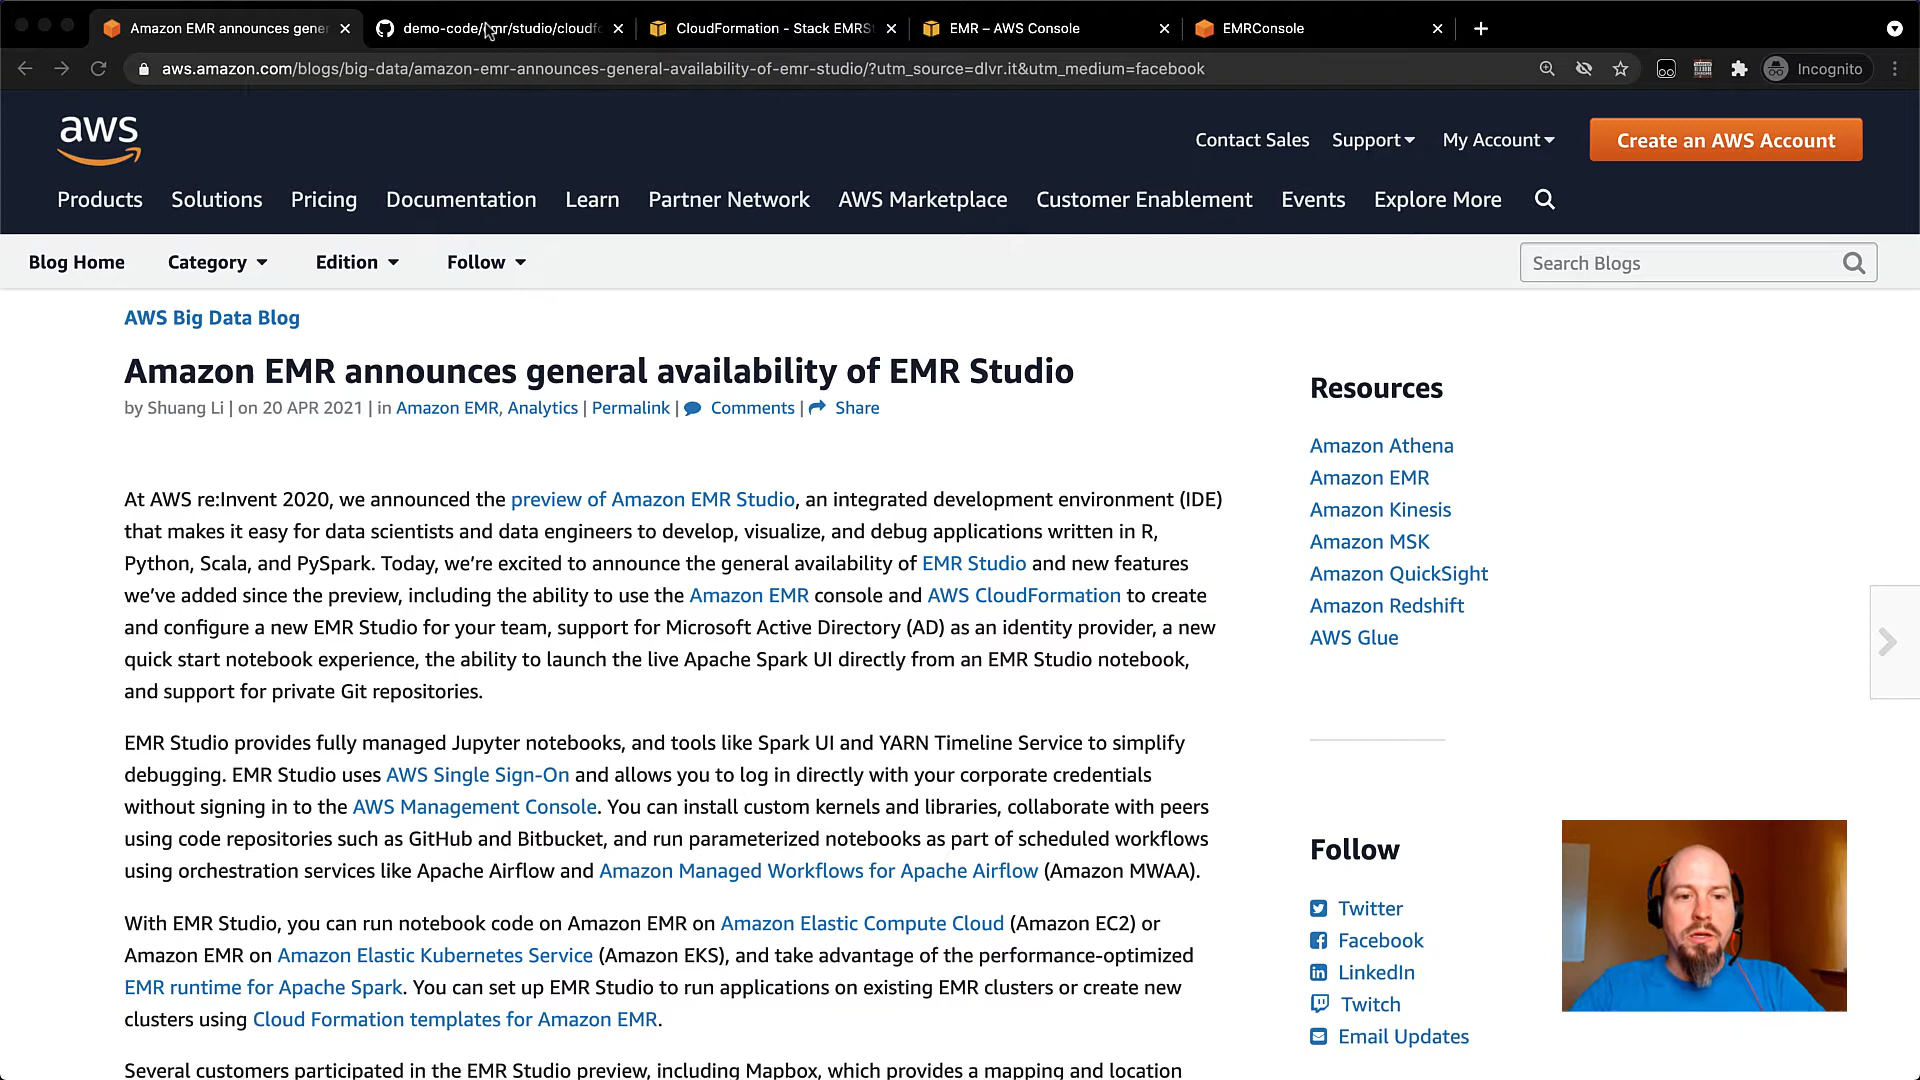 Amazon EMR announces gener
demo-code/emr/studio/cloudfo
CloudFormation - Stack EMRS
EMR – AWS Console
EMRConsole
aws.amazon.com/blogs/big-data/amazon-emr-announces-general-availability-of-emr-studio/?utm_source=dlvr.it&utm_medium=facebook
Incognito
aws
Contact Sales
Support
My Account
Create an AWS Account
Products
Solutions
Pricing
Documentation
Learn
Partner Network
AWS Marketplace
Customer Enablement
Events
Explore More
Blog Home
Category
Edition
Follow
Search Blogs
AWS Big Data Blog
Amazon EMR announces general availability of EMR Studio
by Shuang Li | on 20 APR 2021 | in Amazon EMR, Analytics | Permalink | Comments | Share
At AWS re:Invent 2020, we announced the preview of Amazon EMR Studio, an integrated development environment (IDE)
that makes it easy for data scientists and data engineers to develop, visualize, and debug applications written in R,
Python, Scala, and PySpark. Today, we’re excited to announce the general availability of EMR Studio and new features
we’ve added since the preview, including the ability to use the Amazon EMR console and AWS CloudFormation to create
and configure a new EMR Studio for your team, support for Microsoft Active Directory (AD) as an identity provider, a new
quick start notebook experience, the ability to launch the live Apache Spark UI directly from an EMR Studio notebook,
and support for private Git repositories.
EMR Studio provides fully managed Jupyter notebooks, and tools like Spark UI and YARN Timeline Service to simplify
debugging. EMR Studio uses AWS Single Sign-On and allows you to log in directly with your corporate credentials
without signing in to the AWS Management Console. You can install custom kernels and libraries, collaborate with peers
using code repositories such as GitHub and Bitbucket, and run parameterized notebooks as part of scheduled workflows
using orchestration services like Apache Airflow and Amazon Managed Workflows for Apache Airflow (Amazon MWAA).
With EMR Studio, you can run notebook code on Amazon EMR on Amazon Elastic Compute Cloud (Amazon EC2) or
Amazon EMR on Amazon Elastic Kubernetes Service (Amazon EKS), and take advantage of the performance-optimized
EMR runtime for Apache Spark. You can set up EMR Studio to run applications on existing EMR clusters or create new
clusters using Cloud Formation templates for Amazon EMR.
Several customers participated in the EMR Studio preview, including Mapbox, which provides a mapping and location
Resources
Amazon Athena
Amazon EMR
Amazon Kinesis
Amazon MSK
Amazon QuickSight
Amazon Redshift
AWS Glue
Follow
Twitter
Facebook
LinkedIn
Twitch
Email Updates